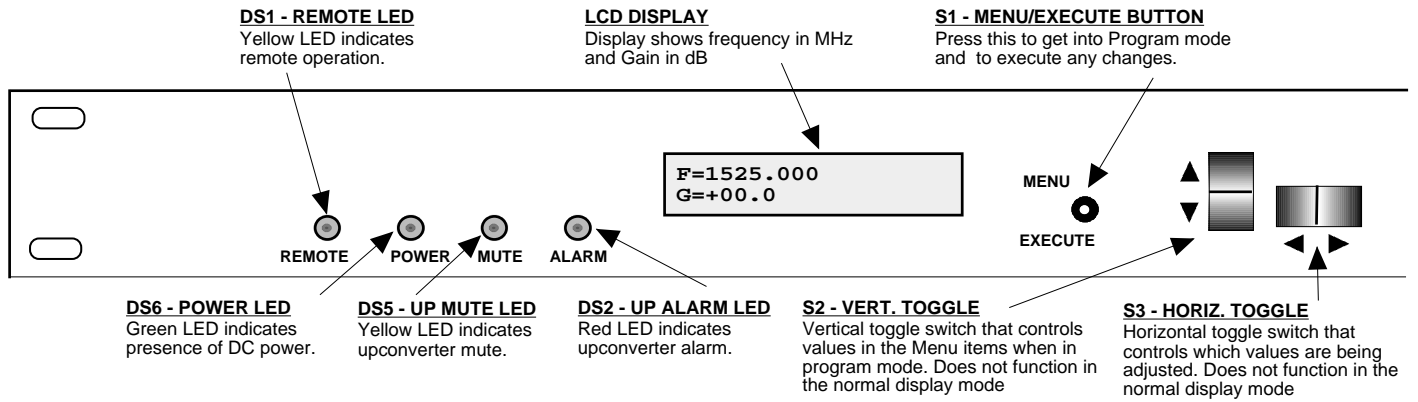 DS1 - REMOTE LED
Yellow LED indicates
remote operation.
LCD DISPLAY
Display shows frequency in MHz
and Gain in dB
S1 - MENU/EXECUTE BUTTON
Press this to get into Program mode
and to execute any changes.
F=1525.000
G=+00.0
MENU
EXECUTE
REMOTE
POWER
MUTE
ALARM
DS6 - POWER LED
Green LED indicates
presence of DC power.
DS5 - UP MUTE LED
Yellow LED indicates
upconverter mute.
DS2 - UP ALARM LED
Red LED indicates
upconverter alarm.
S2 - VERT. TOGGLE
Vertical toggle switch that controls
values in the Menu items when in
program mode. Does not function in
the normal display mode
S3 - HORIZ. TOGGLE
Horizontal toggle switch that
controls which values are being
adjusted. Does not function in the
normal display mode